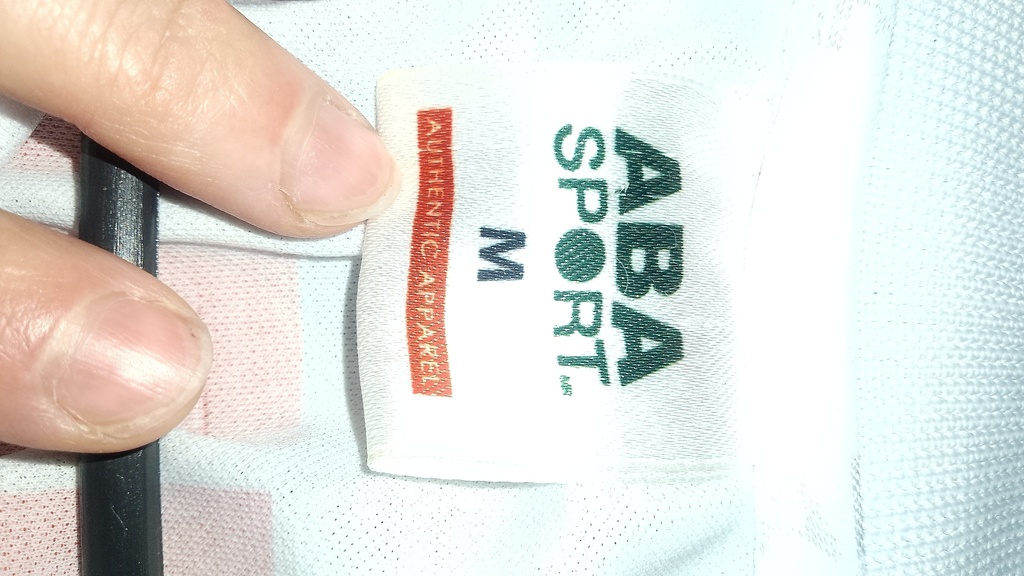 ABA
SPORT
M
AUTHENTIC APPAREL